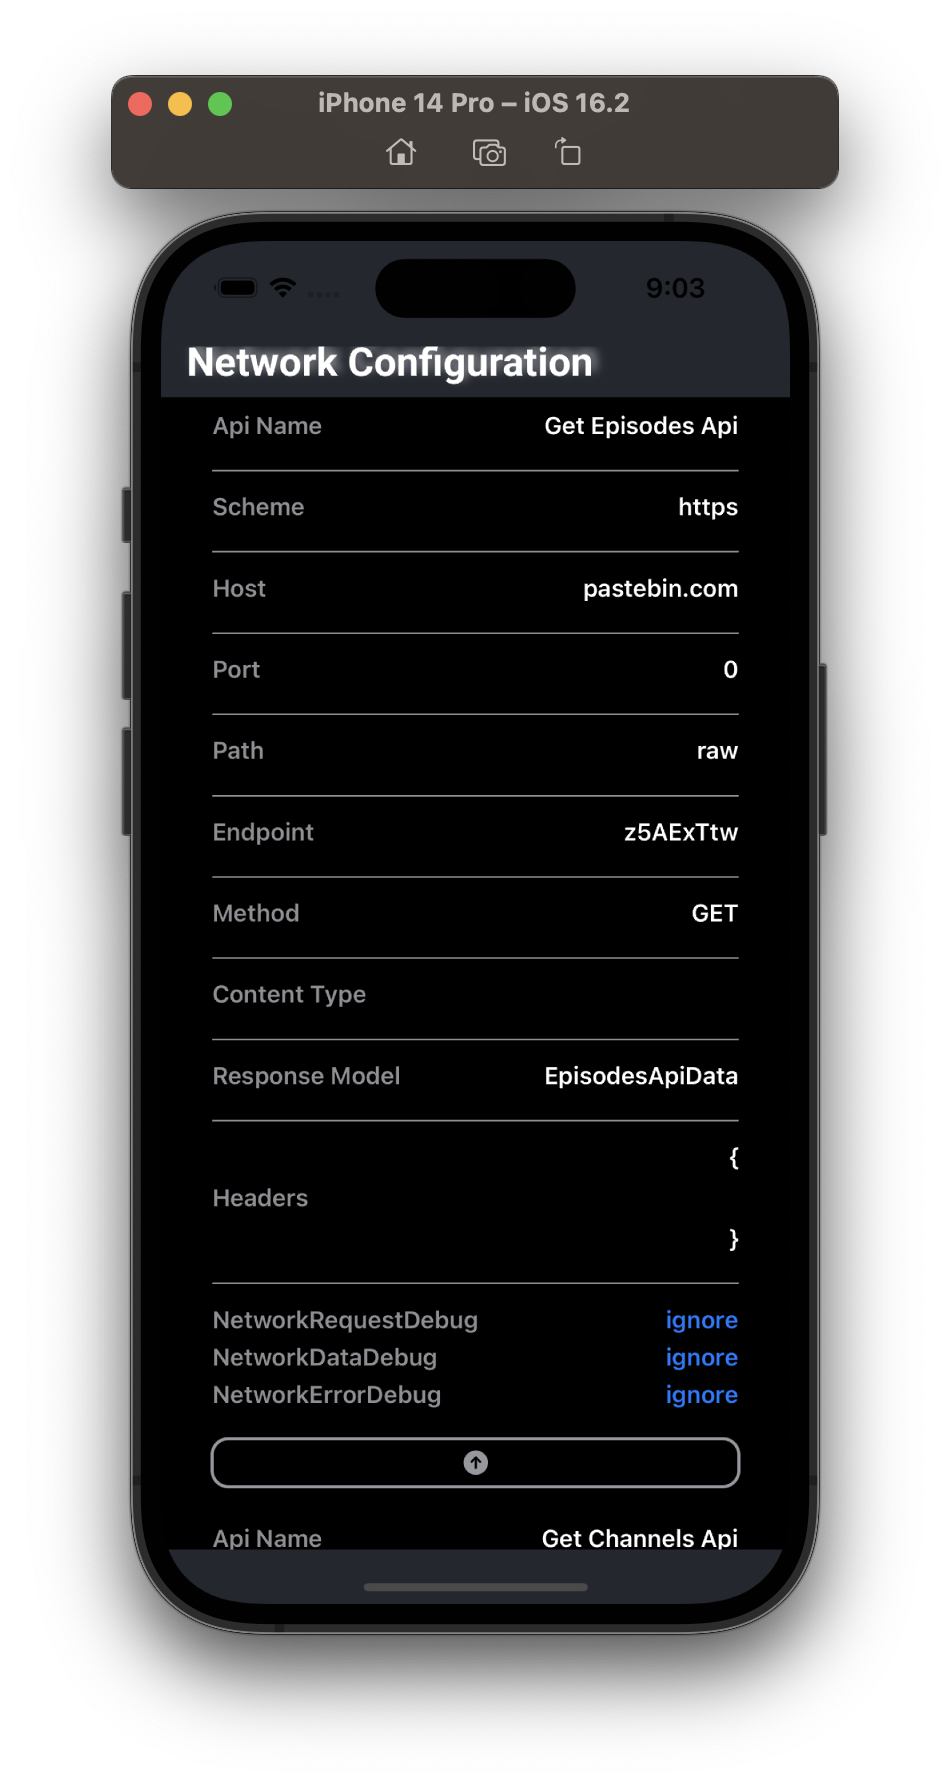 iPhone 14 Pro – iOS 16.2
9:03
Network Configuration
Api Name Get Episodes Api
Scheme https
Host pastebin.com
Port 0
Path raw
Endpoint z5AExTtw
Method GET
Content Type
Response Model EpisodesApiData
{
Headers
}
NetworkRequestDebug ignore
NetworkDataDebug ignore
NetworkErrorDebug ignore
Api Name Get Channels Api